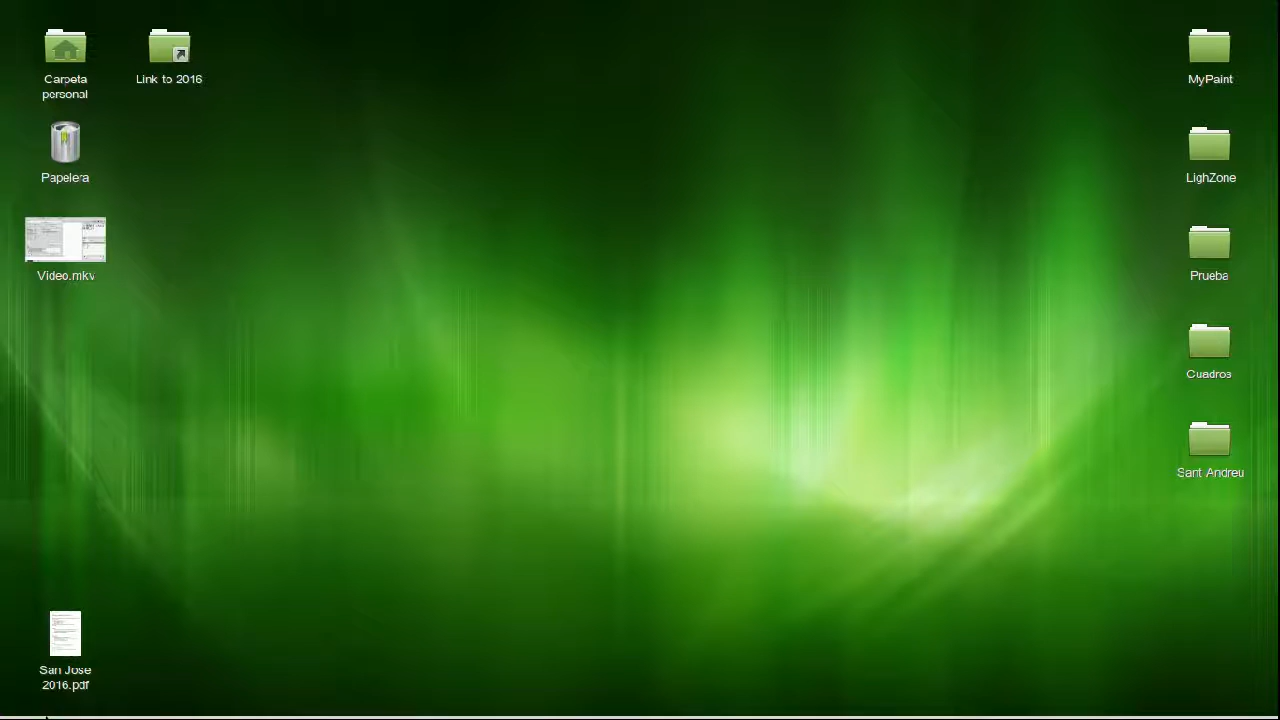 Carpeta
personal
Link to 2016
Papelera
Video.mkv
San Jose
2016.pdf
MyPaint
LighZone
Prueba
Cuadros
Sant Andreu